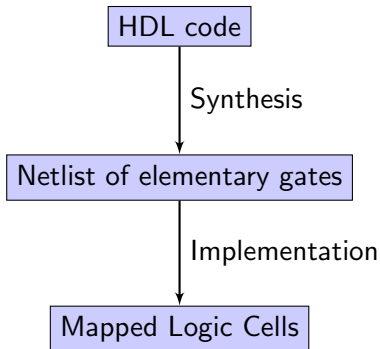 HDL code
Synthesis
Netlist of elementary gates
Implementation
Mapped Logic Cells